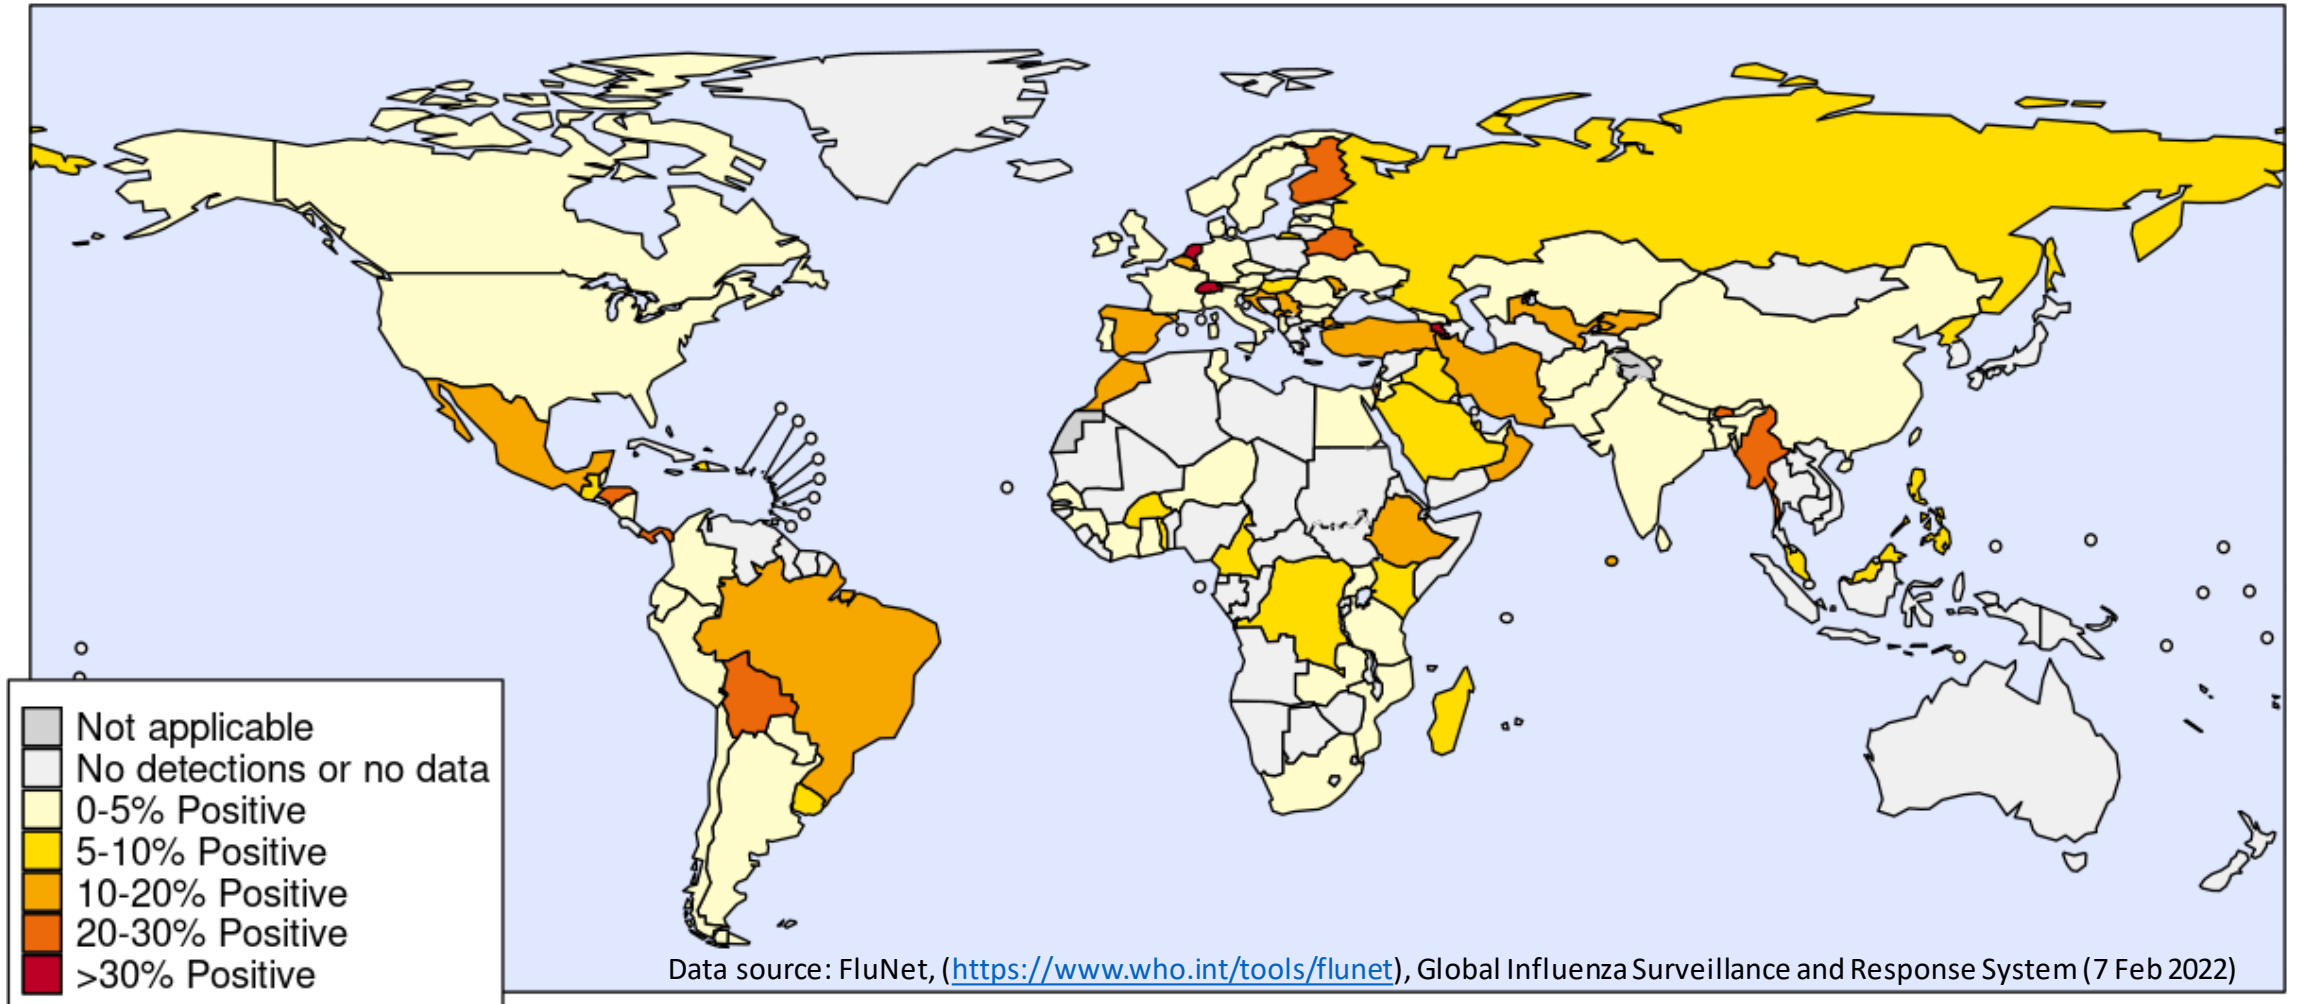 Not applicable
No detections or no data
0-5% Positive
5-10% Positive
10-20% Positive
20-30% Positive
>30% Positive
Data source: FluNet, (https://www.who.int/tools/flunet), Global Influenza Surveillance and Response System (7 Feb 2022)